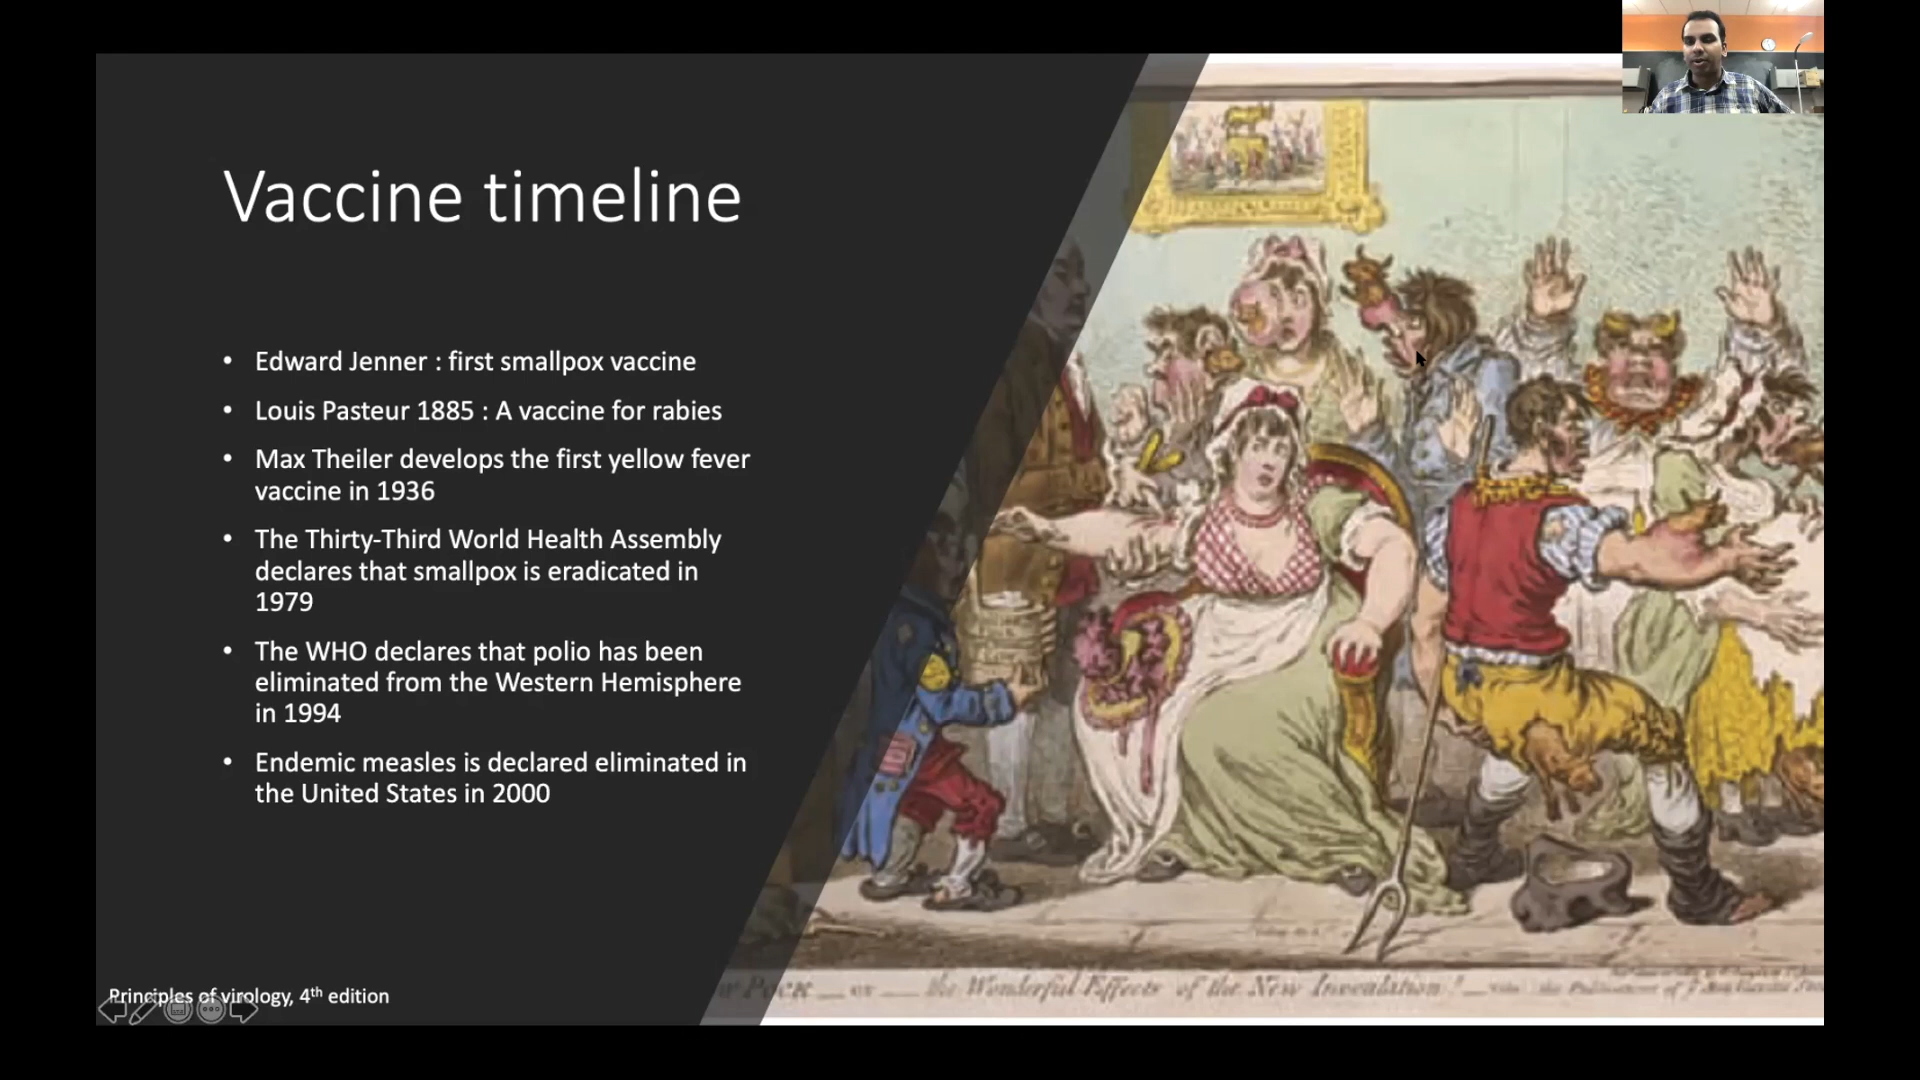 Vaccine timeline
• Edward Jenner : first smallpox vaccine
• Louis Pasteur 1885 : A vaccine for rabies
• Max Theiler develops the first yellow fever
vaccine in 1936
• The Thirty-Third World Health Assembly
declares that smallpox is eradicated in
1979
• The WHO declares that polio has been
eliminated from the Western Hemisphere
in 1994
• Endemic measles is declared eliminated in
the United States in 2000
Pock — or — the Wonderful Effects of the New Inoculation! —
Principles of virology, 4th edition